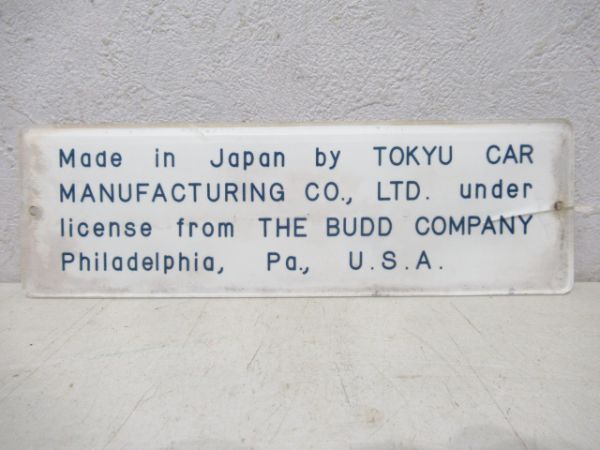 Made in Japan by TOKYU CAR
MANUFACTURING CO., LTD. under
license from THE BUDD COMPANY
Philadelphia, Pa., U.S.A.